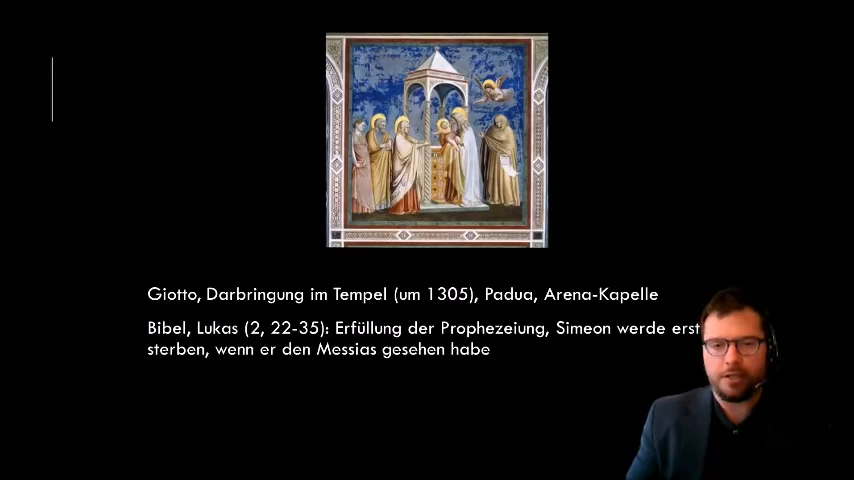 Giotto, Darbringung im Tempel (um 1305), Padua, Arena-Kapelle
Bibel, Lukas (2, 22-35): Erfüllung der Prophezeiung, Simeon werde erst
sterben, wenn er den Messias gesehen habe